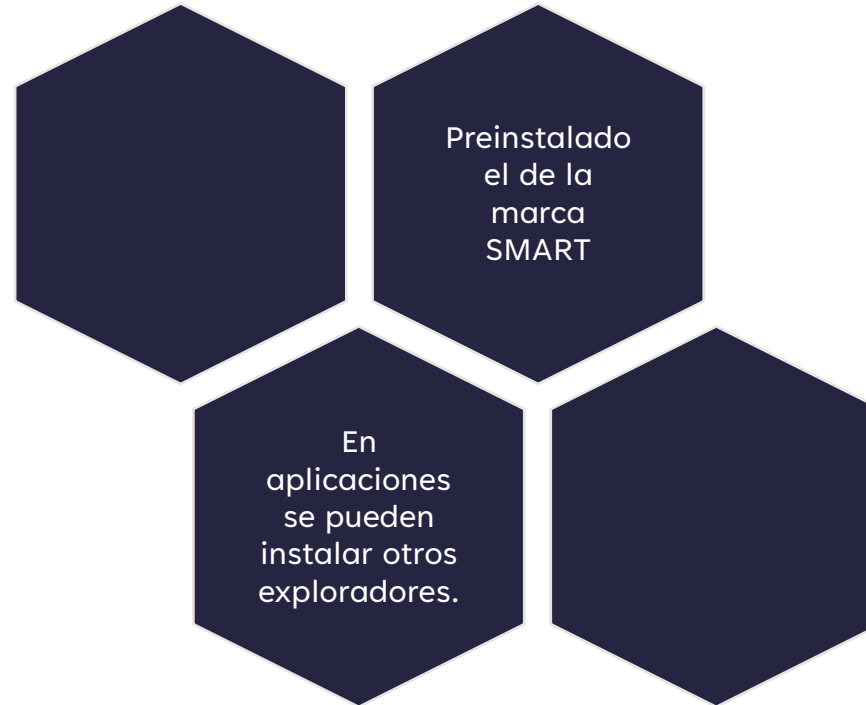 Preinstalado
el de la
marca
SMART
En
aplicaciones
se pueden
instalar otros
exploradores.